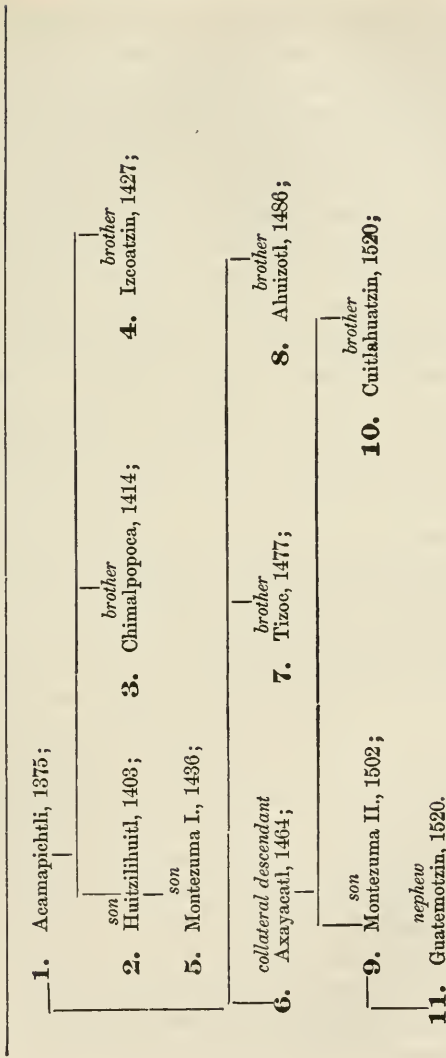 1. Acamapichtli, 1375;
son brother brother
2. Huitzilihuitl, 1403; 3. Chimalpopoca, 1414; 4. Izcoatzin, 1427;
son
5. Montezuma I., 1436;
collateral descendant brother brother
6. Axayacatl, 1464; 7. Tizoc, 1477; 8. Ahuizotl, 1486;
son brother
9. Montezuma II., 1502; 10. Cuitlahuatzin, 1520;
nephew
11. Guatemotzin, 1520.